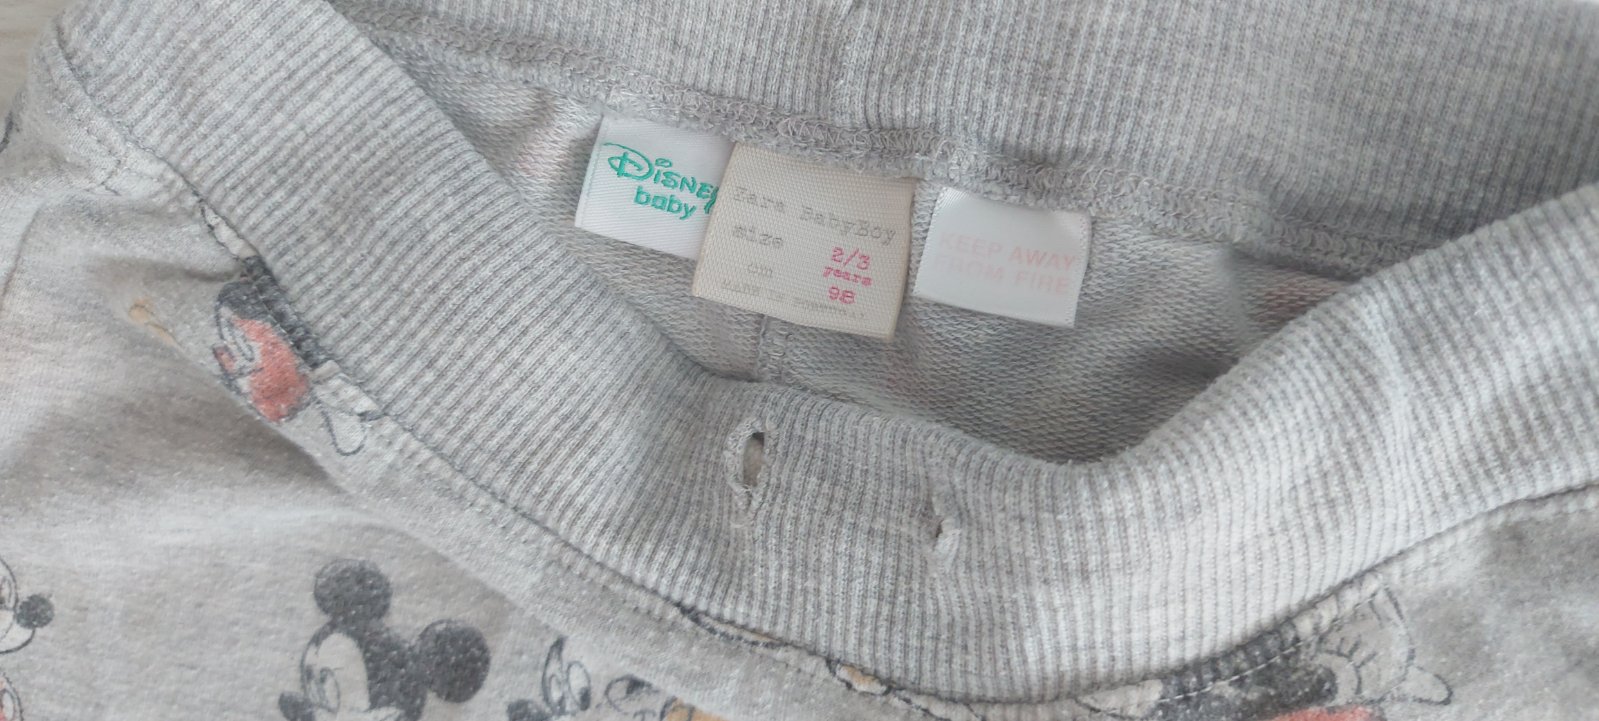 Disney
baby
Zara BabyBoy
size
cm
2/3
years
98
KEEP AWAY
FROM FIRE